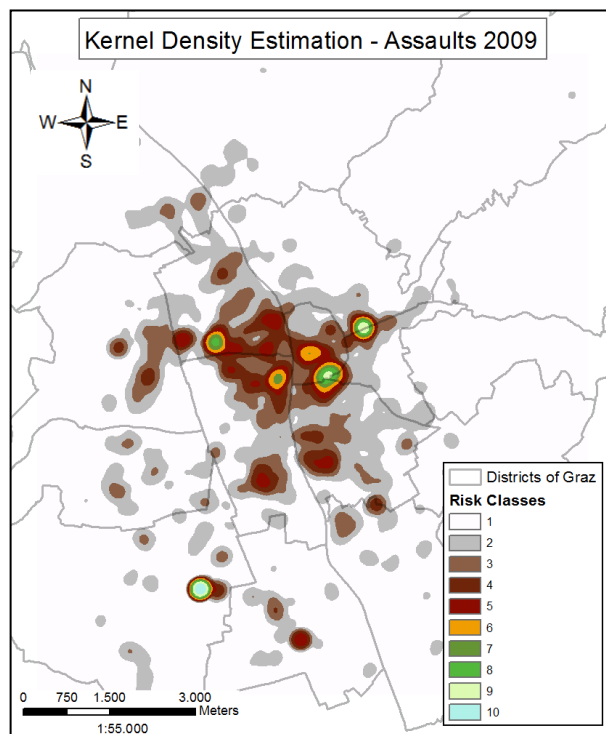 Kernel Density Estimation - Assaults 2009
N
W E
S
Districts of Graz
Risk Classes
1
2
3
4
5
6
7
8
9
10
0 750 1.500 3.000
Meters
1:55.000